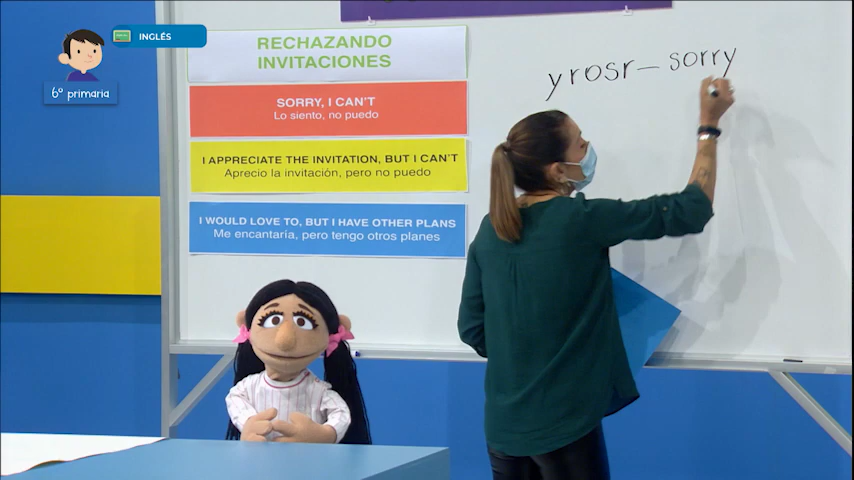 INGLÉS
6º primaria
RECHAZANDO
INVITACIONES
SORRY, I CAN'T
Lo siento, no puedo
I APPRECIATE THE INVITATION, BUT I CAN'T
Aprecio la invitación, pero no puedo
I WOULD LOVE TO, BUT I HAVE OTHER PLANS
Me encantaría, pero tengo otros planes
yrosr - sorry